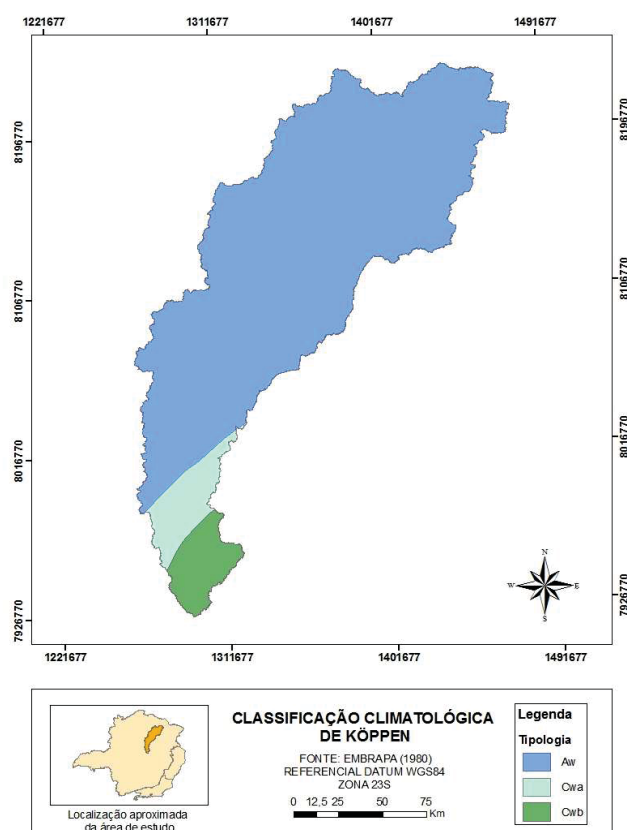 1221677 1311677 1401677 1491677
8196770 8196770
8106770 8106770
8016770 8016770
7926770 7926770
N
W E
S
1221677 1311677 1401677 1491677
CLASSIFICAÇÃO CLIMATOLÓGICA
DE KÖPPEN
FONTE: EMBRAPA (1980)
REFERENCIAL DATUM WGS84
ZONA 23S
0 12,5 25 50 75
Km
Localização aproximada
da área de estudo
Legenda
Tipologia
Aw
Cwa
Cwb